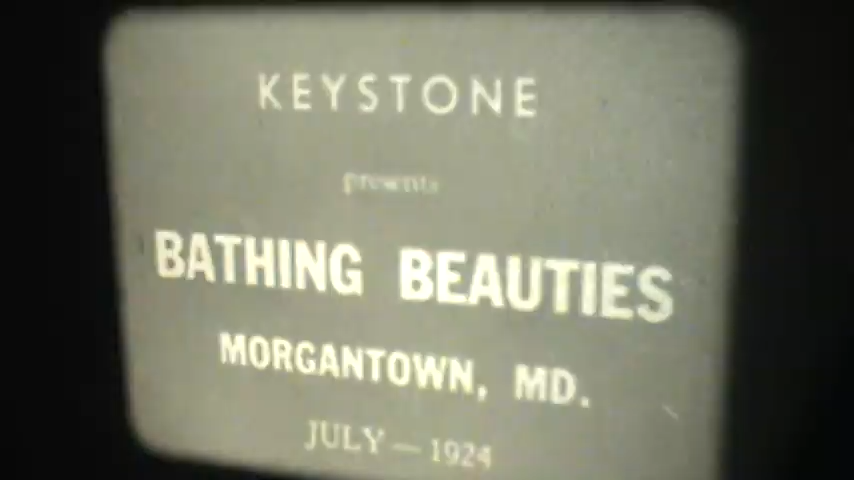 KEYSTONE
presents
BATHING BEAUTIES
MORGANTOWN, MD.
JULY — 1924